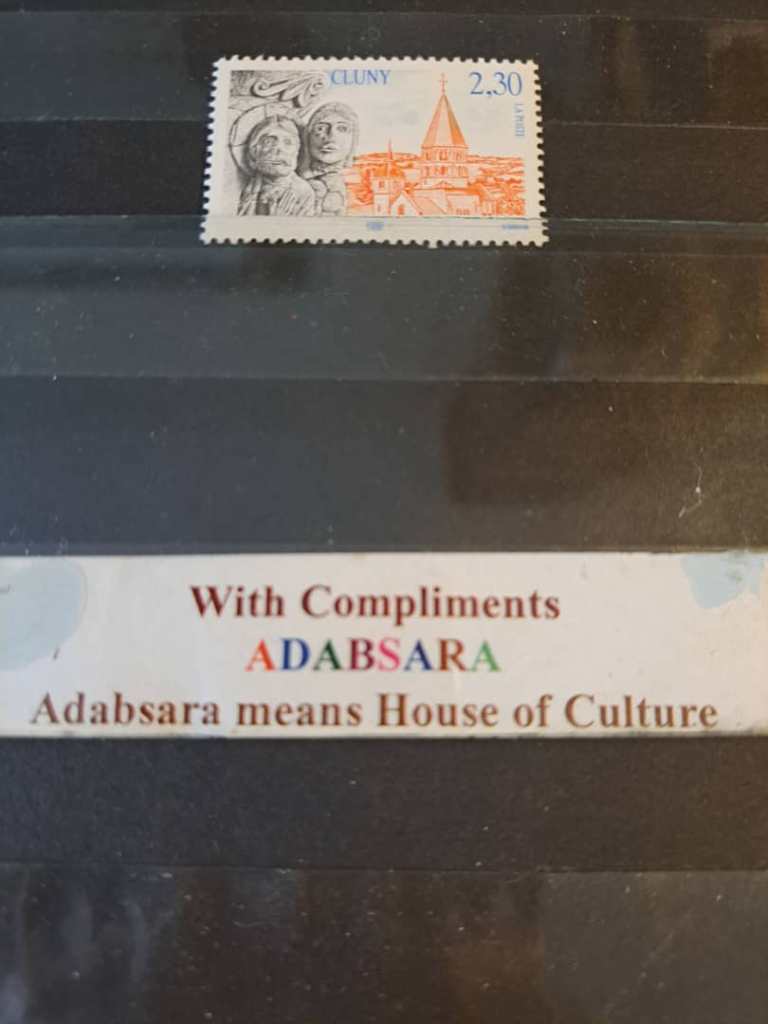 CLUNY 2,30
LA POSTE
With Compliments
ADABSARA
Adabsara means House of Culture